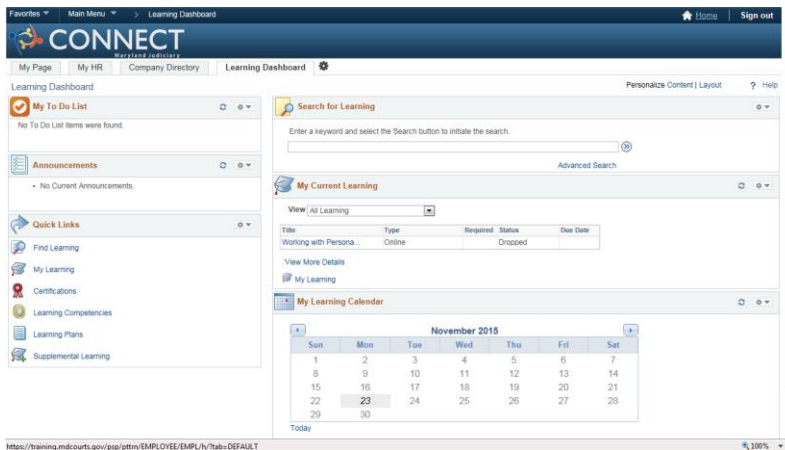 Favorites Main Menu > Learning Dashboard Home Sign out
CONNECT
Maryland Judiciary
My Page My HR Company Directory Learning Dashboard
Learning Dashboard Personalize Content | Layout ? Help
My To Do List
No To Do List items were found.
Announcements
• No Current Announcements.
Quick Links
Find Learning
My Learning
Certifications
Learning Competencies
Learning Plans
Supplemental Learning
Search for Learning
Enter a keyword and select the Search button to initiate the search.
Advanced Search
My Current Learning
View All Learning
Title Type Required Status Due Date
Working with Persona... Online Dropped
View More Details
My Learning
My Learning Calendar
November 2015
Sun Mon Tue Wed Thu Fri Sat
1 2 3 4 5 6 7
8 9 10 11 12 13 14
15 16 17 18 19 20 21
22 23 24 25 26 27 28
29 30
Today
https://training.mdcourts.gov/psp/pttrn/EMPLOYEE/EMPL/h/?tab=DEFAULT 100%